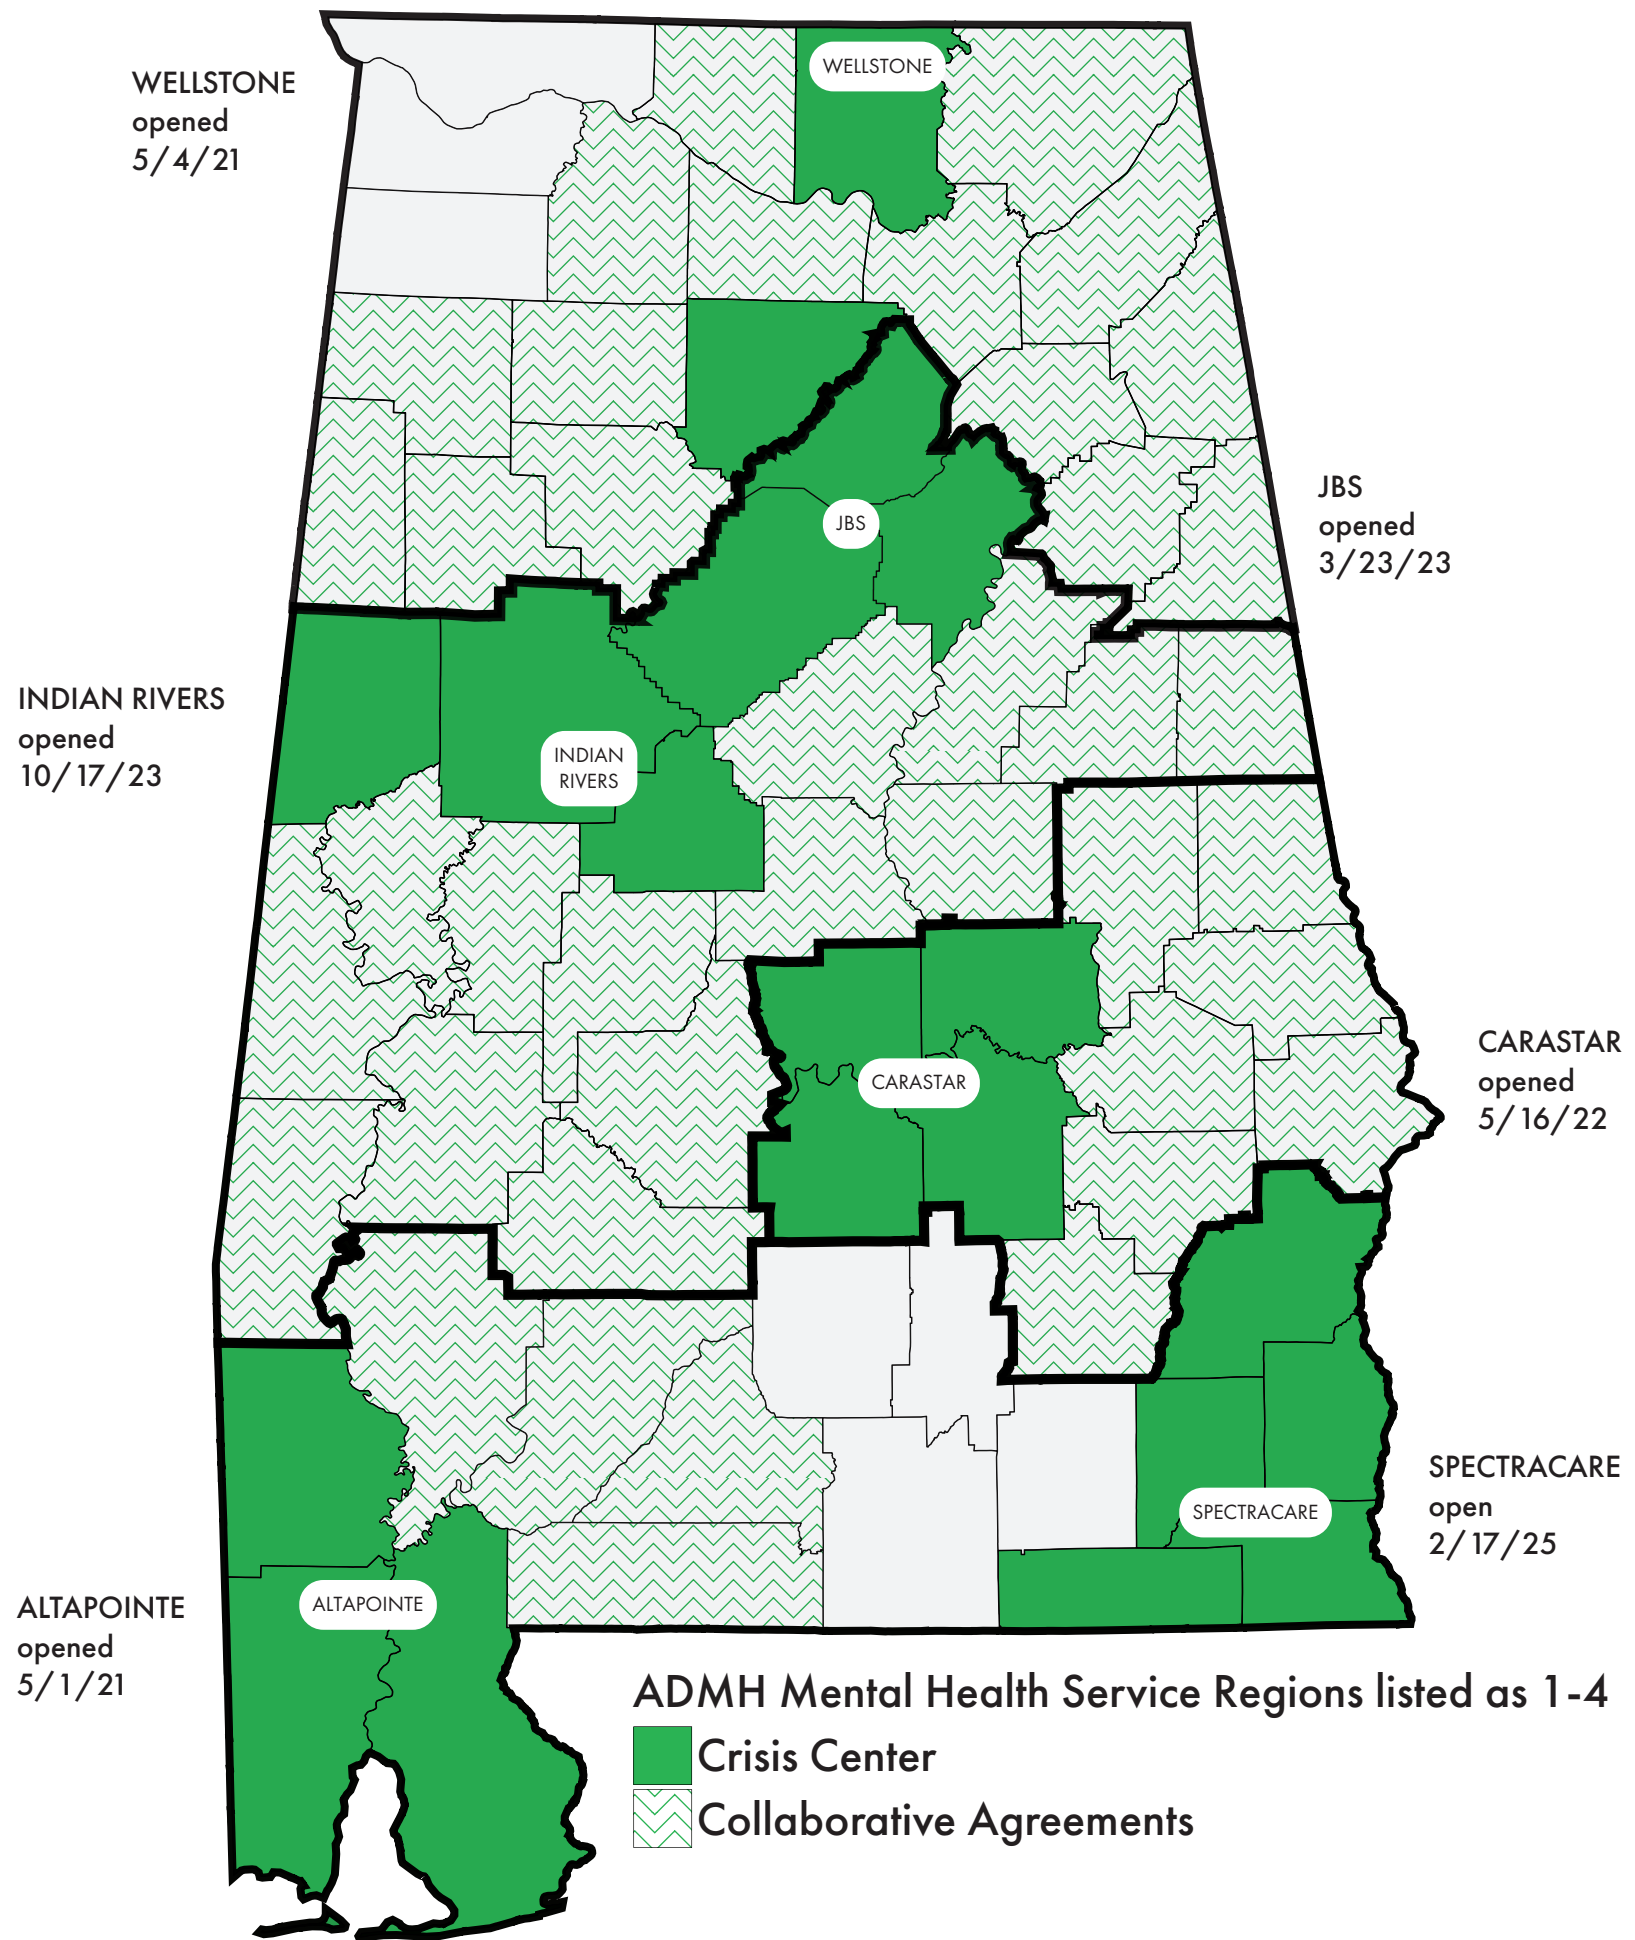 WELLSTONE
opened
5/4/21
WELLSTONE
JBS
opened
3/23/23
JBS
INDIAN RIVERS
opened
10/17/23
INDIAN
RIVERS
CARASTAR
opened
5/16/22
CARASTAR
SPECTRACARE
open
2/17/25
SPECTRACARE
ALTAPOINTE
opened
5/1/21
ALTAPOINTE
ADMH Mental Health Service Regions listed as 1-4
Crisis Center
Collaborative Agreements